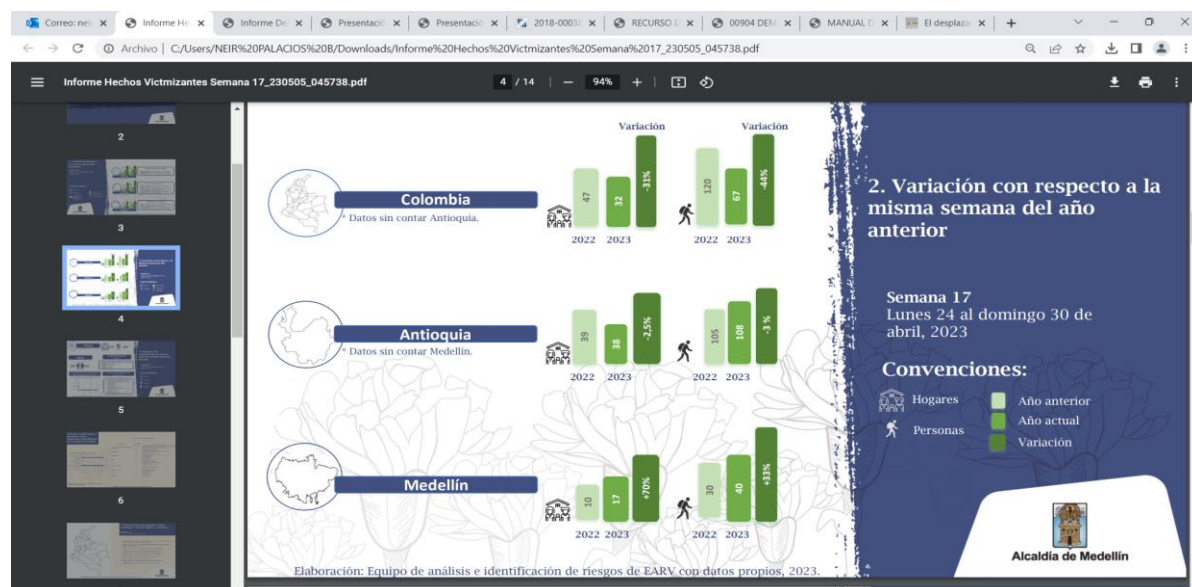 Correo: nei
Informe He
Informe De
Presentació
Presentació
2018-0003
RECURSO D
00904 DEM
MANUAL D
El desplaza
Archivo | C:/Users/NEIR%20PALACIOS%20B/Downloads/Informe%20Hechos%20Victmizantes%20Semana%2017_230505_045738.pdf
Informe Hechos Victmizantes Semana 17_230505_045738.pdf
4 / 14
94%
2
3
4
5
6
Variación
Variación
Colombia
* Datos sin contar Antioquia.
47
32
-31%
120
67
-44%
2022 2023
2022 2023
Antioquia
* Datos sin contar Medellín.
39
38
-2,5%
105
108
-3 %
2022 2023
2022 2023
Medellín
10
17
+70%
30
40
+33%
2022 2023
2022 2023
Elaboración: Equipo de análisis e identificación de riesgos de EARV con datos propios, 2023.
2. Variación con respecto a la
misma semana del año
anterior
Semana 17
Lunes 24 al domingo 30 de
abril, 2023
Convenciones:
Hogares
Personas
Año anterior
Año actual
Variación
Alcaldía de Medellín